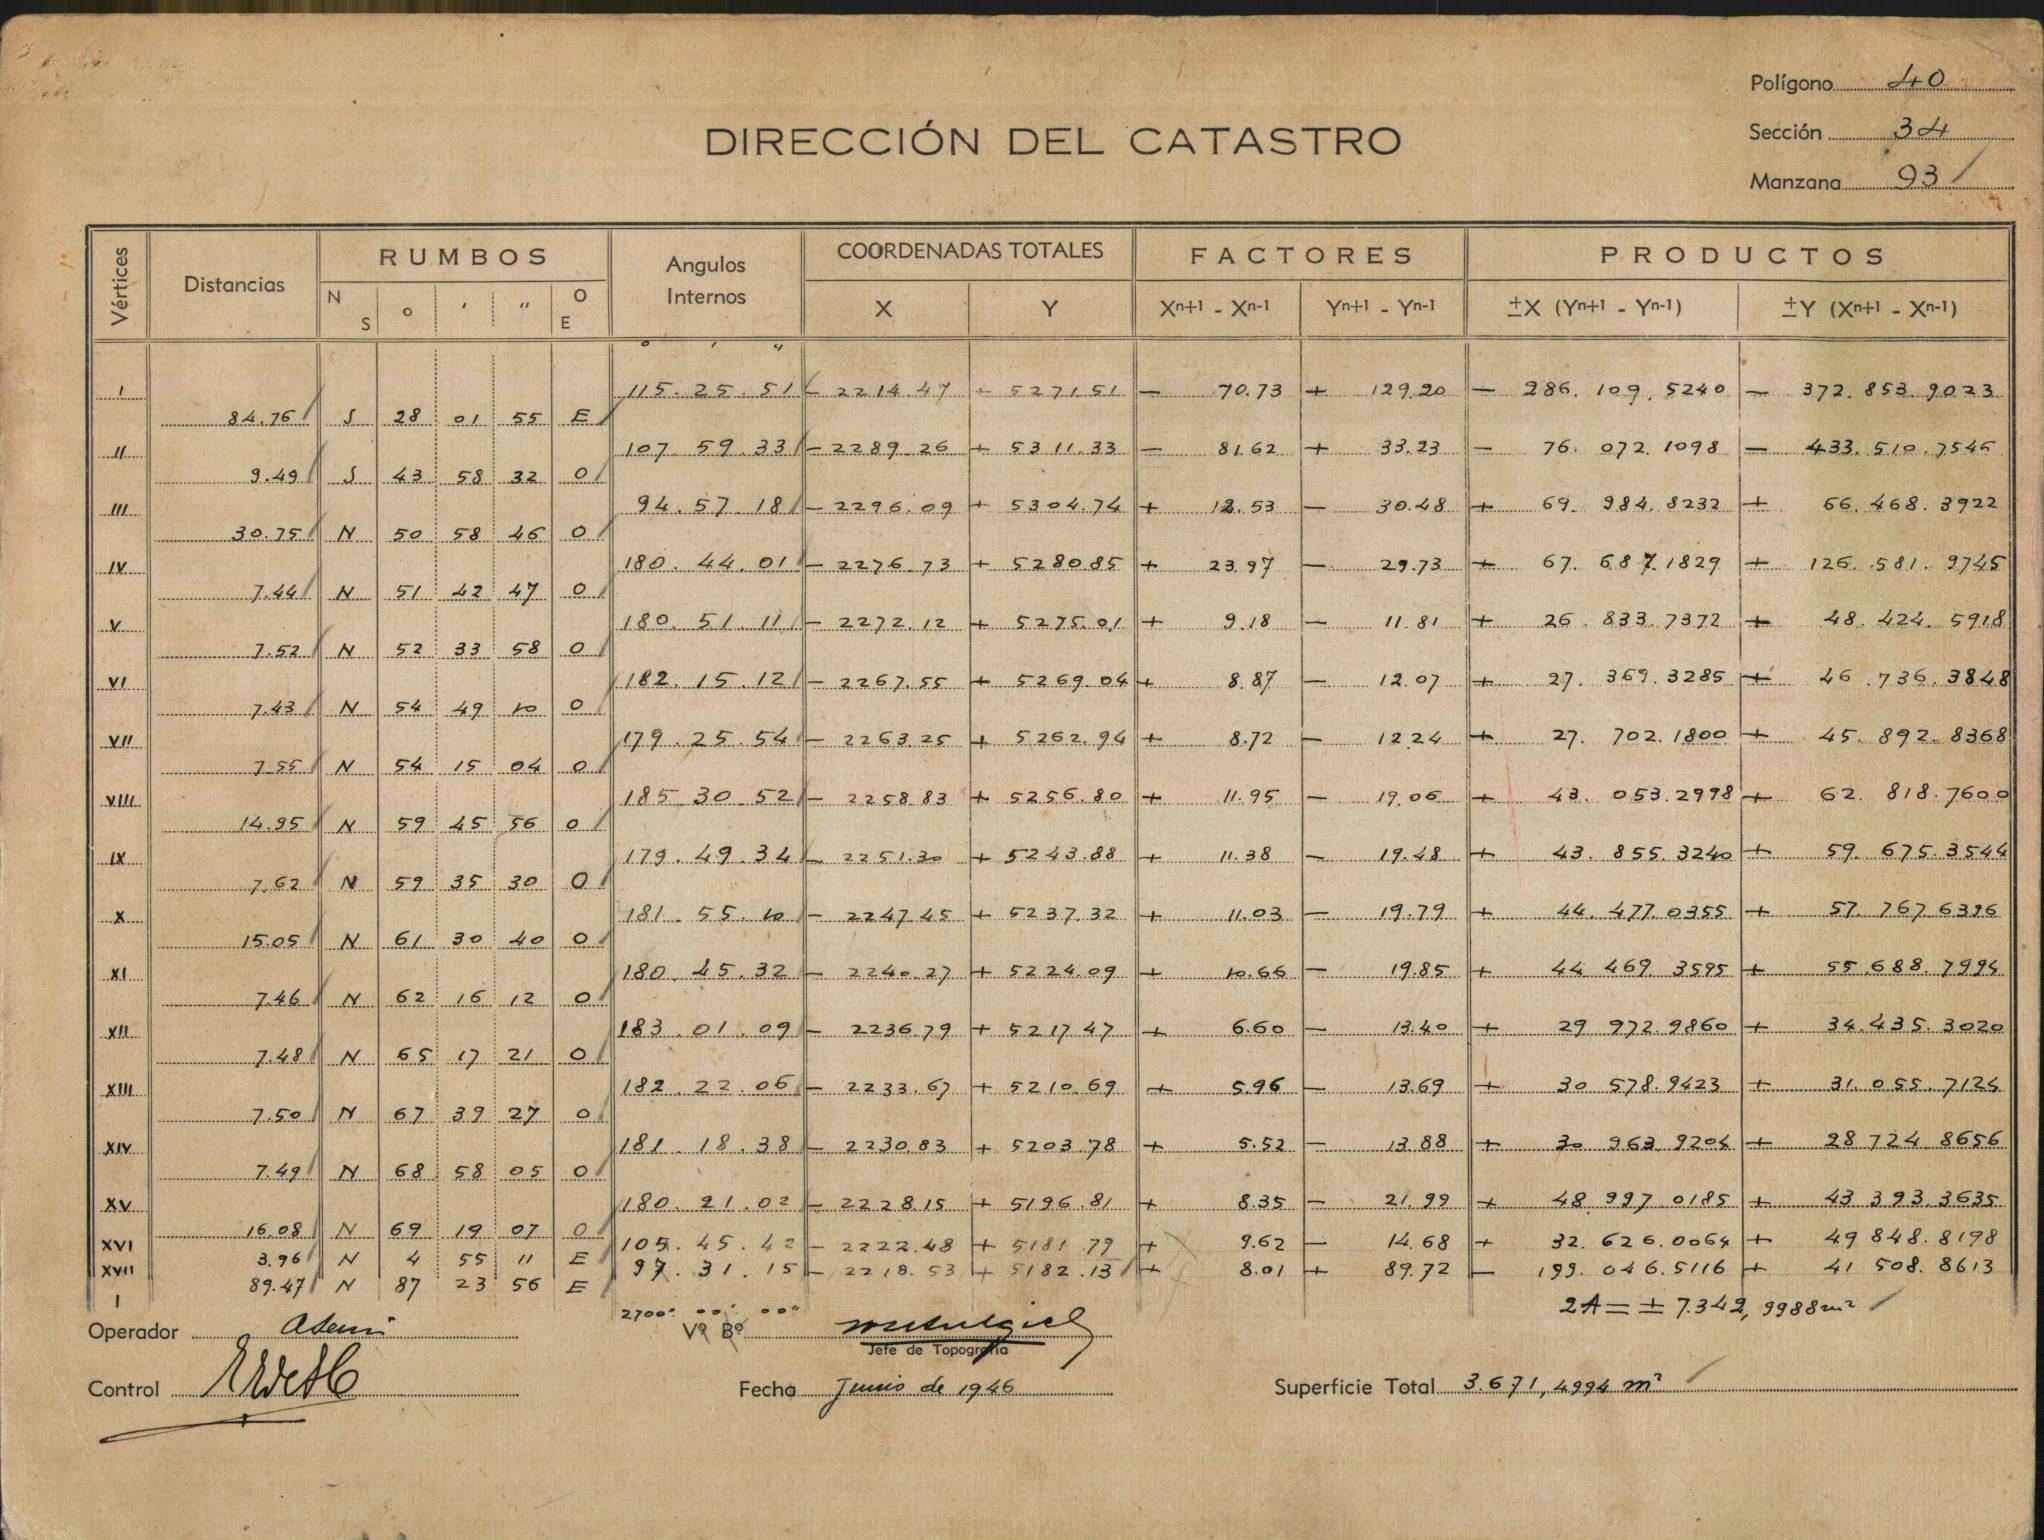 Polígono 40
DIRECCIÓN DEL CATASTRO
Sección 34
Manzana 93
Vértices Distancias RUMBOS Angulos Internos COORDENADAS TOTALES FACTORES PRODUCTOS
N S o ' " O E X Y Xn+1 - Xn-1 Yn+1 - Yn-1 ±X (Yn+1 - Yn-1) ±Y (Xn+1 - Xn-1)
o ' "
I 115. 25. 51 - 2214.47 + 5271.51 - 70.73 + 129.20 - 286. 109. 5240 - 372. 853. 9023
84.76 S 28 01 55 E
II 107. 59. 33 - 2289.26 + 5311.33 - 81.62 + 33.23 - 76. 072. 1098 - 433. 510. 7546
9.49 S 43 58 32 O
III 94. 57. 18 - 2296.09 + 5304.74 + 12.53 - 30.48 + 69. 984. 8232 + 66. 468. 3922
30.75 N 50 58 46 O
IV 180. 44. 01 - 2276.73 + 5280.85 + 23.97 - 29.73 + 67. 687. 1829 + 126. 581. 9745
7.44 N 51 42 47 O
V 180. 51. 11 - 2272.12 + 5275.01 + 9.18 - 11.81 + 26. 833. 7372 + 48. 424. 5918
7.52 N 52 33 58 O
VI 182. 15. 12 - 2267.55 + 5269.04 + 8.87 - 12.07 + 27. 369. 3285 + 46. 736. 3848
7.43 N 54 49 10 O
VII 179. 25. 54 - 2263.25 + 5262.94 + 8.72 - 12.24 + 27. 702. 1800 + 45. 892. 8368
7.55 N 54 15 04 O
VIII 185. 30. 52 - 2258.83 + 5256.80 + 11.95 - 19.06 + 43. 053. 2998 + 62. 818. 7600
14.95 N 59 45 56 O
IX 179. 49. 34 - 2251.30 + 5243.88 + 11.38 - 19.48 + 43. 855. 3240 + 59. 675. 3544
7.62 N 59 35 30 O
X 181. 55. 10 - 2247.45 + 5237.32 + 11.03 - 19.79 + 44. 477. 0355 + 57. 767. 6396
15.05 N 61 30 40 O
XI 180. 45. 32 - 2240.27 + 5224.09 + 10.66 - 19.85 + 44. 469. 3595 + 55. 688. 7994
7.46 N 62 16 12 O
XII 183. 01. 09 - 2236.79 + 5217.47 + 6.60 - 13.40 + 29. 972. 9860 + 34. 435. 3020
7.48 N 65 17 21 O
XIII 182. 22. 06 - 2233.67 + 5210.69 + 5.96 - 13.69 + 30. 578. 9423 + 31. 055. 7124
7.50 N 67 39 27 O
XIV 181. 18. 38 - 2230.83 + 5203.78 + 5.52 - 13.88 + 30. 963. 9204 + 28. 724. 8656
7.49 N 68 58 05 O
XV 180. 21. 02 - 2228.15 + 5196.81 + 8.35 - 21.99 + 48. 997. 0185 + 43. 393. 3635
16.08 N 69 19 07 O
XVI 105. 45. 42 - 2222.48 + 5181.79 + 9.62 - 14.68 + 32. 626. 0064 + 49. 848. 8198
3.96 N 4 55 11 E
XVII 97. 31. 15 - 2218.53 + 5182.13 + 8.01 + 89.72 - 199. 046. 5116 + 41. 508. 8613
89.47 N 87 23 56 E
I 2700° 00' 00" 2A = ± 7.342, 9988 m²
Operador Vº Bº
Jefe de Topografía
Control Fecha Junio de 1946 Superficie Total 3.671,4994 m²